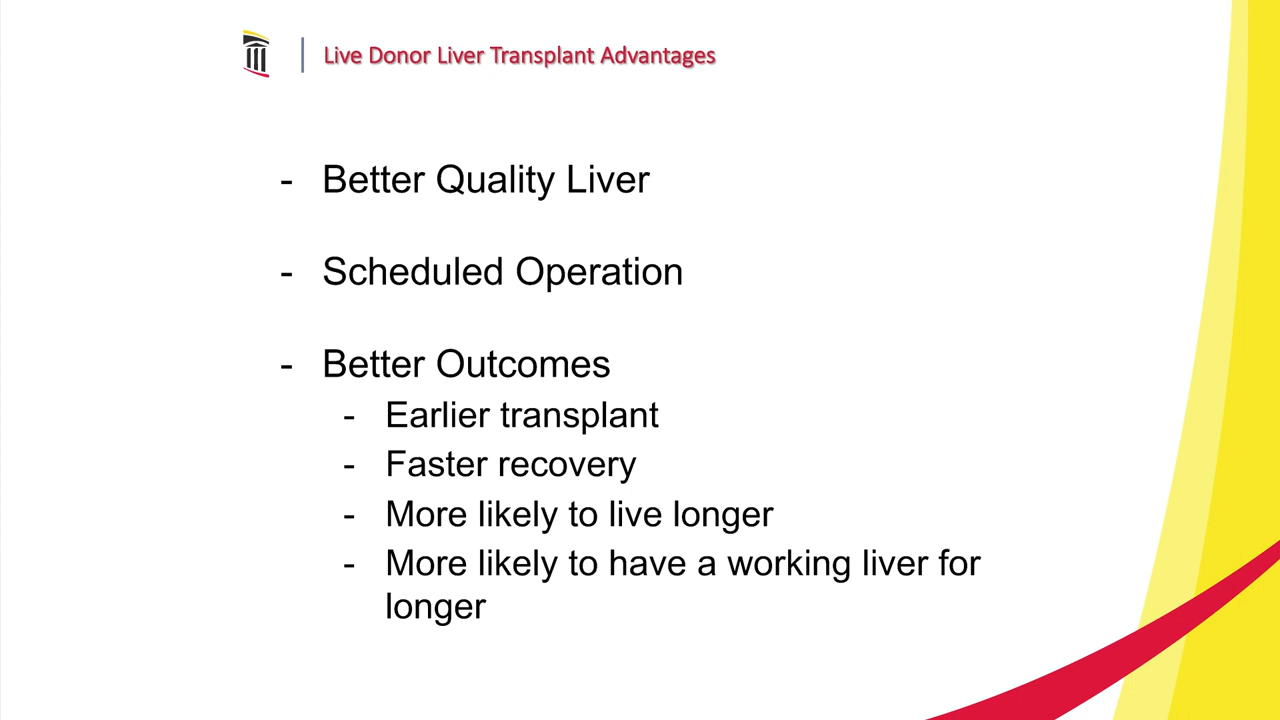 Live Donor Liver Transplant Advantages
- Better Quality Liver
- Scheduled Operation
- Better Outcomes
- Earlier transplant
- Faster recovery
- More likely to live longer
- More likely to have a working liver for
longer